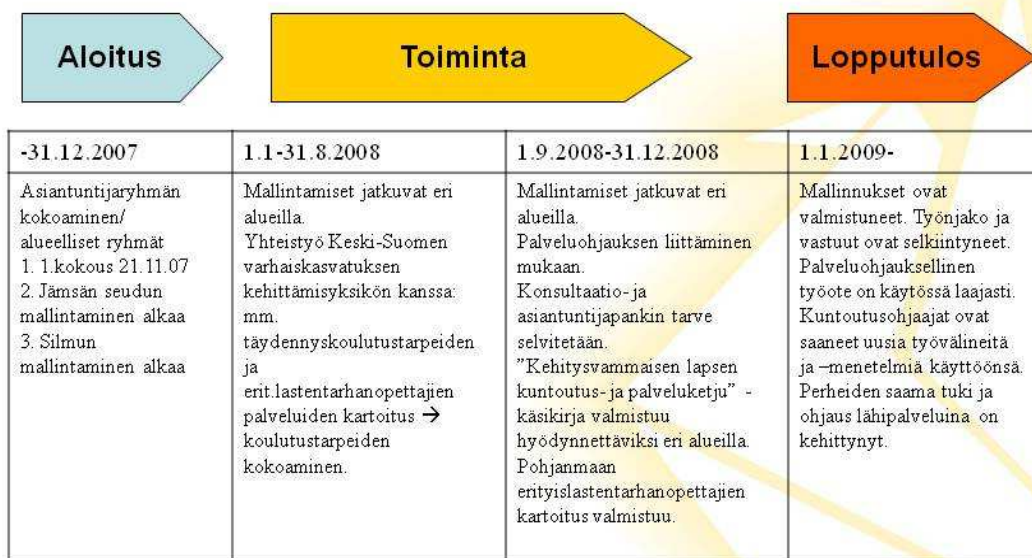 Aloitus
Toiminta
Lopputulos
-31.12.2007
1.1-31.8.2008
1.9.2008-31.12.2008
1.1.2009-
Asiantuntijaryhmän
kokoaminen/
alueelliset ryhmät
1. 1.kokous 21.11.07
2. Jämsän seudun
mallintaminen alkaa
3. Silmun
mallintaminen alkaa
Mallintamiset jatkuvat eri
alueilla.
Yhteistyö Keski-Suomen
varhaiskasvatuksen
kehittämisyksikön kanssa:
mm.
täydennyskoulutustarpeiden
ja
erit.lastentarhanopettajien
palveluiden kartoitus →
koulutustarpeiden
kokoaminen.
Mallintamiset jatkuvat eri
alueilla.
Palveluohjauksen liittäminen
mukaan.
Konsultaatio- ja
asiantuntijapankin tarve
selvitetään.
”Kehitysvammaisen lapsen
kuntoutus- ja palveluketju” -
käsikirja valmistuu
hyödynnettäviksi eri alueilla.
Pohjanmaan
erityislastentarhanopettajien
kartoitus valmistuu.
Mallinnukset ovat
valmistuneet. Työnjako ja
vastuut ovat selkiintyneet.
Palveluohjauksellinen
työote on käytössä laajasti.
Kuntoutusohjaajat ovat
saaneet uusia työvälineitä
ja –menetelmiä käyttöönsä.
Perheiden saama tuki ja
ohjaus lähipalveluina on
kehittynyt.